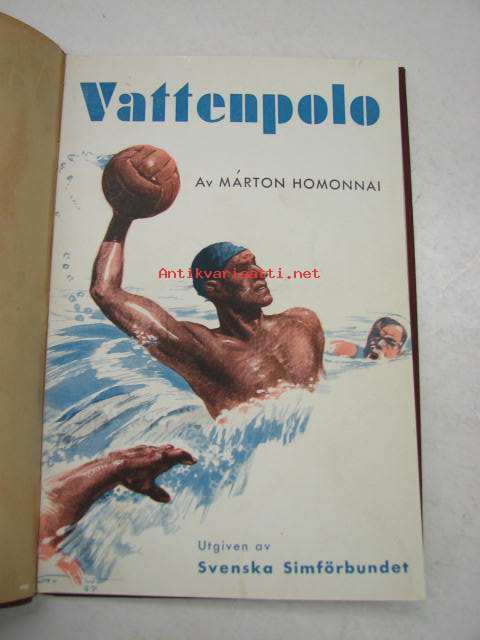 Vattenpolo
Av MÁRTON HOMONNAI
Antikvariaatti.net
Utgiven av
Svenska Simförbundet